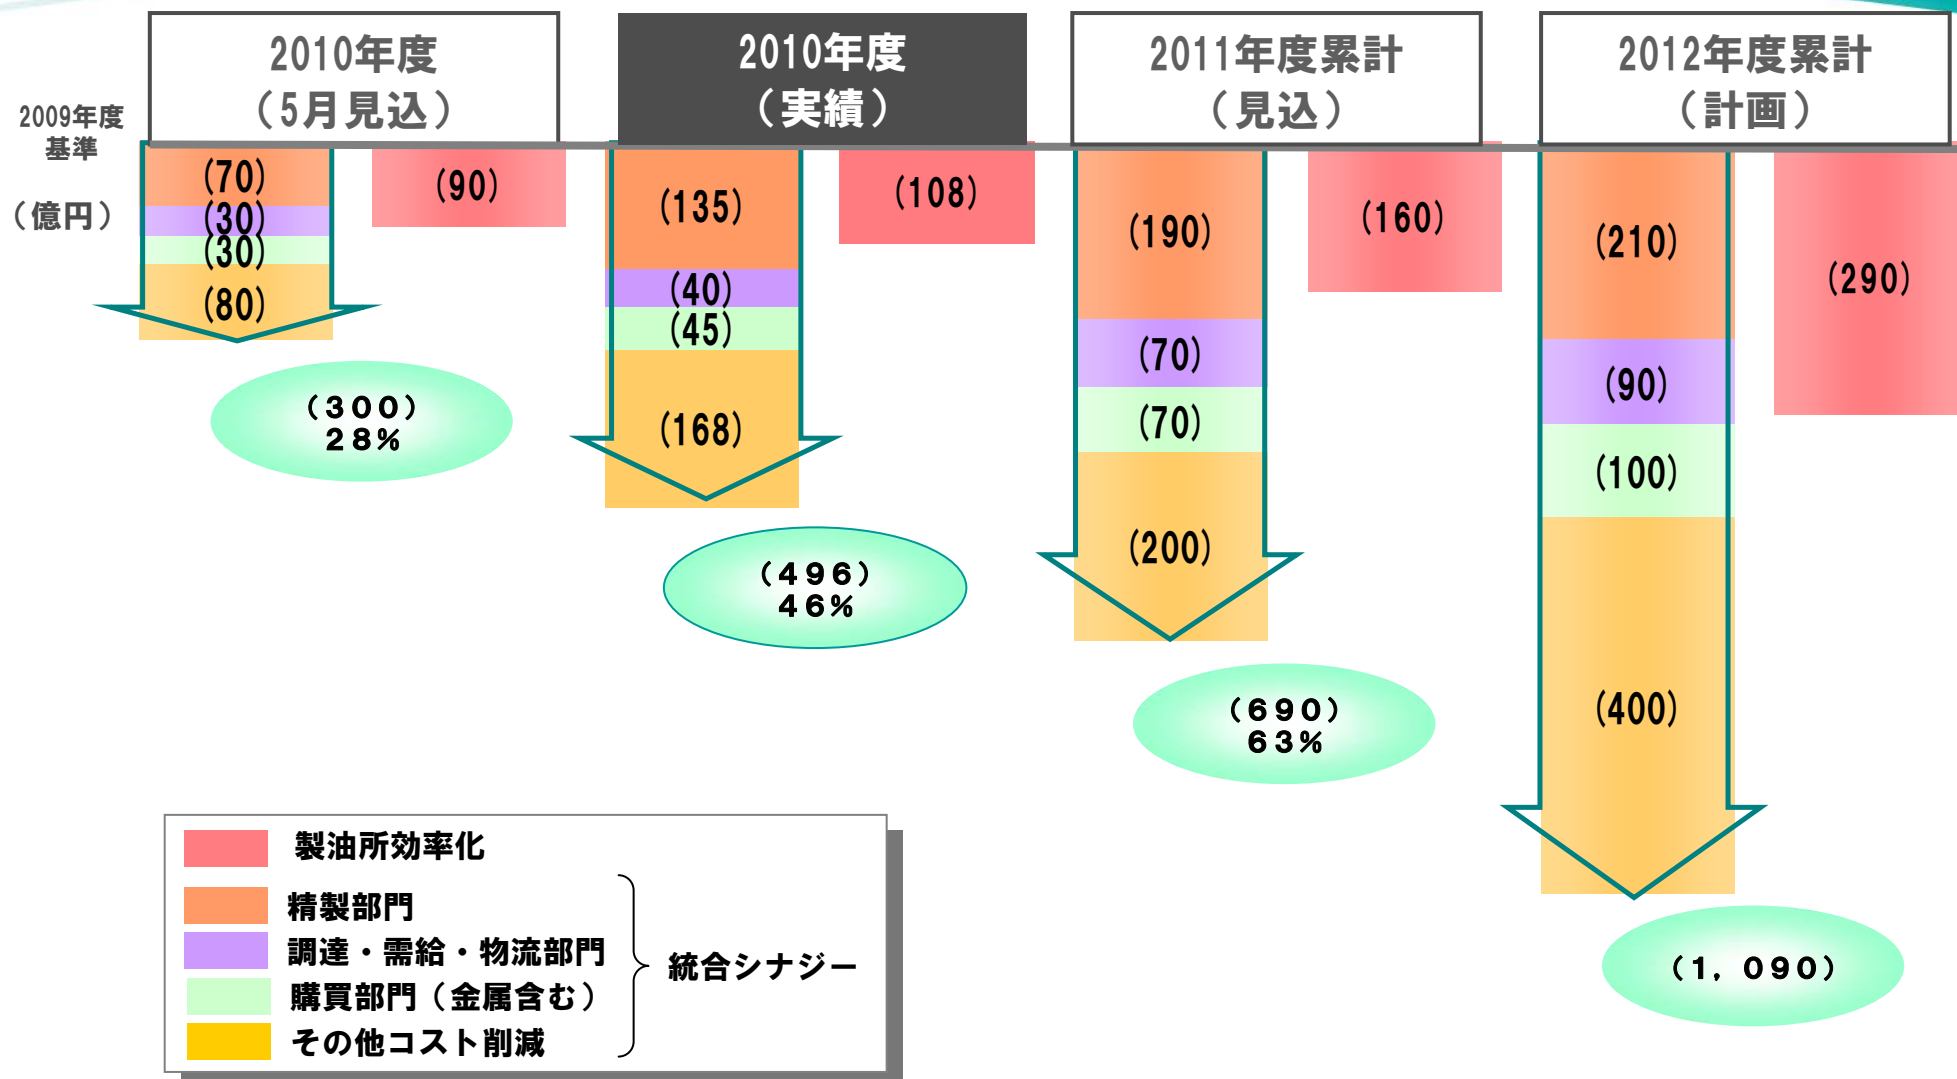 2010年度
（5月見込）
2010年度
（実績）
2011年度累計
（見込）
2012年度累計
（計画）
2009年度
基準
（億円）
(70)
(30)
(30)
(80)
(90)
（３００）
２８％
(135)
(40)
(45)
(168)
(108)
（４９６）
４６％
(190)
(70)
(70)
(200)
(160)
（６９０）
６３％
(210)
(90)
(100)
(400)
(290)
（１，０９０）
製油所効率化
精製部門
調達・需給・物流部門
購買部門（金属含む）
その他コスト削減
統合シナジー